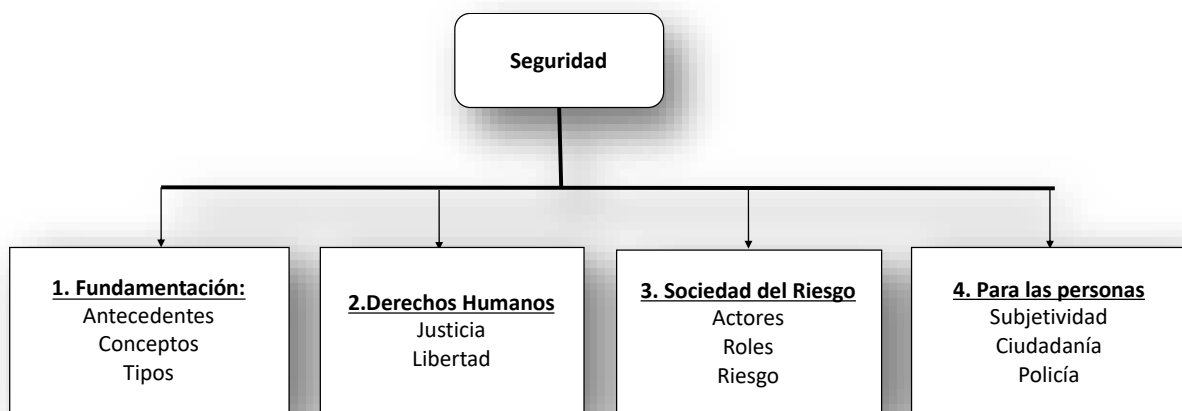 Seguridad
1. Fundamentación:
Antecedentes
Conceptos
Tipos
2.Derechos Humanos
Justicia
Libertad
3. Sociedad del Riesgo
Actores
Roles
Riesgo
4. Para las personas
Subjetividad
Ciudadanía
Policía